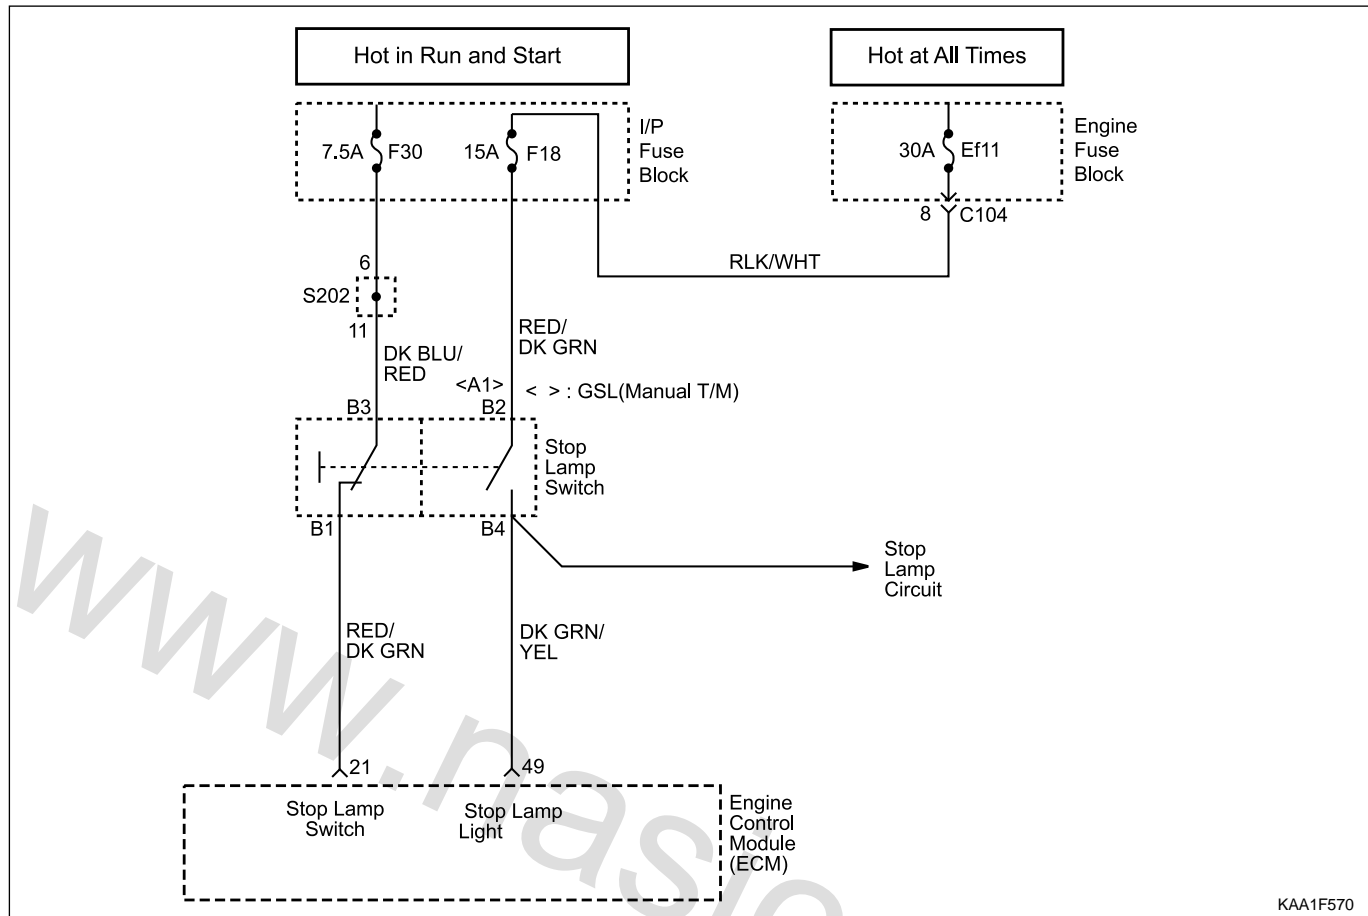 Hot in Run and Start
Hot at All Times
7.5A F30
15A F18
I/P
Fuse
Block
30A Ef11
Engine
Fuse
Block
8 C104
RLK/WHT
6
S202
11
DK BLU/
RED
RED/
DK GRN
<A1> < > : GSL(Manual T/M)
B3
B2
Stop
Lamp
Switch
B1
B4
Stop
Lamp
Circuit
RED/
DK GRN
DK GRN/
YEL
21
49
Stop Lamp
Switch
Stop Lamp
Light
Engine
Control
Module
(ECM)
www.nasio
KAA1F570